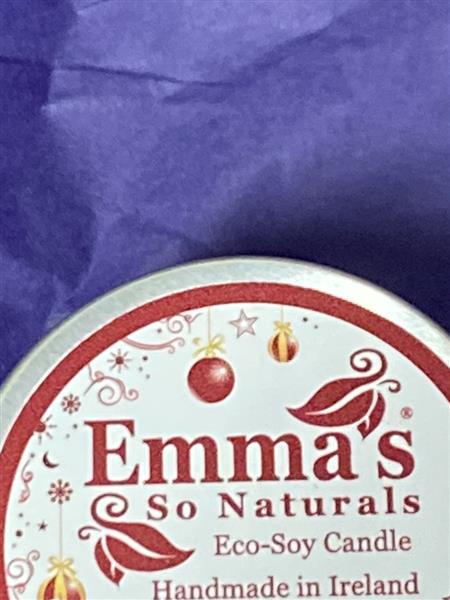 Emma's®
So Naturals
Eco-Soy Candle
Handmade in Ireland